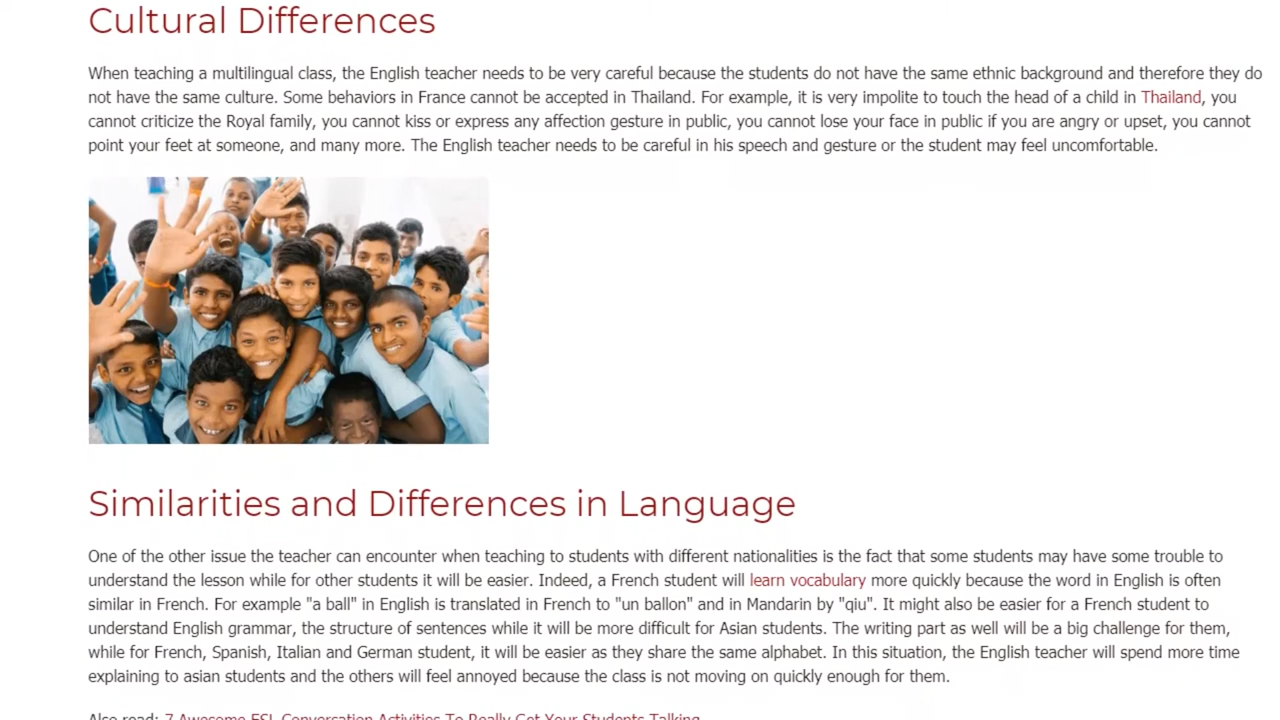 Cultural Differences
When teaching a multilingual class, the English teacher needs to be very careful because the students do not have the same ethnic background and therefore they do
not have the same culture. Some behaviors in France cannot be accepted in Thailand. For example, it is very impolite to touch the head of a child in Thailand, you
cannot criticize the Royal family, you cannot kiss or express any affection gesture in public, you cannot lose your face in public if you are angry or upset, you cannot
point your feet at someone, and many more. The English teacher needs to be careful in his speech and gesture or the student may feel uncomfortable.
Similarities and Differences in Language
One of the other issue the teacher can encounter when teaching to students with different nationalities is the fact that some students may have some trouble to
understand the lesson while for other students it will be easier. Indeed, a French student will learn vocabulary more quickly because the word in English is often
similar in French. For example "a ball" in English is translated in French to "un ballon" and in Mandarin by "qiu". It might also be easier for a French student to
understand English grammar, the structure of sentences while it will be more difficult for Asian students. The writing part as well will be a big challenge for them,
while for French, Spanish, Italian and German student, it will be easier as they share the same alphabet. In this situation, the English teacher will spend more time
explaining to asian students and the others will feel annoyed because the class is not moving on quickly enough for them.
Also read: 7 Awesome ESL Conversation Activities To Really Get Your Students Talking